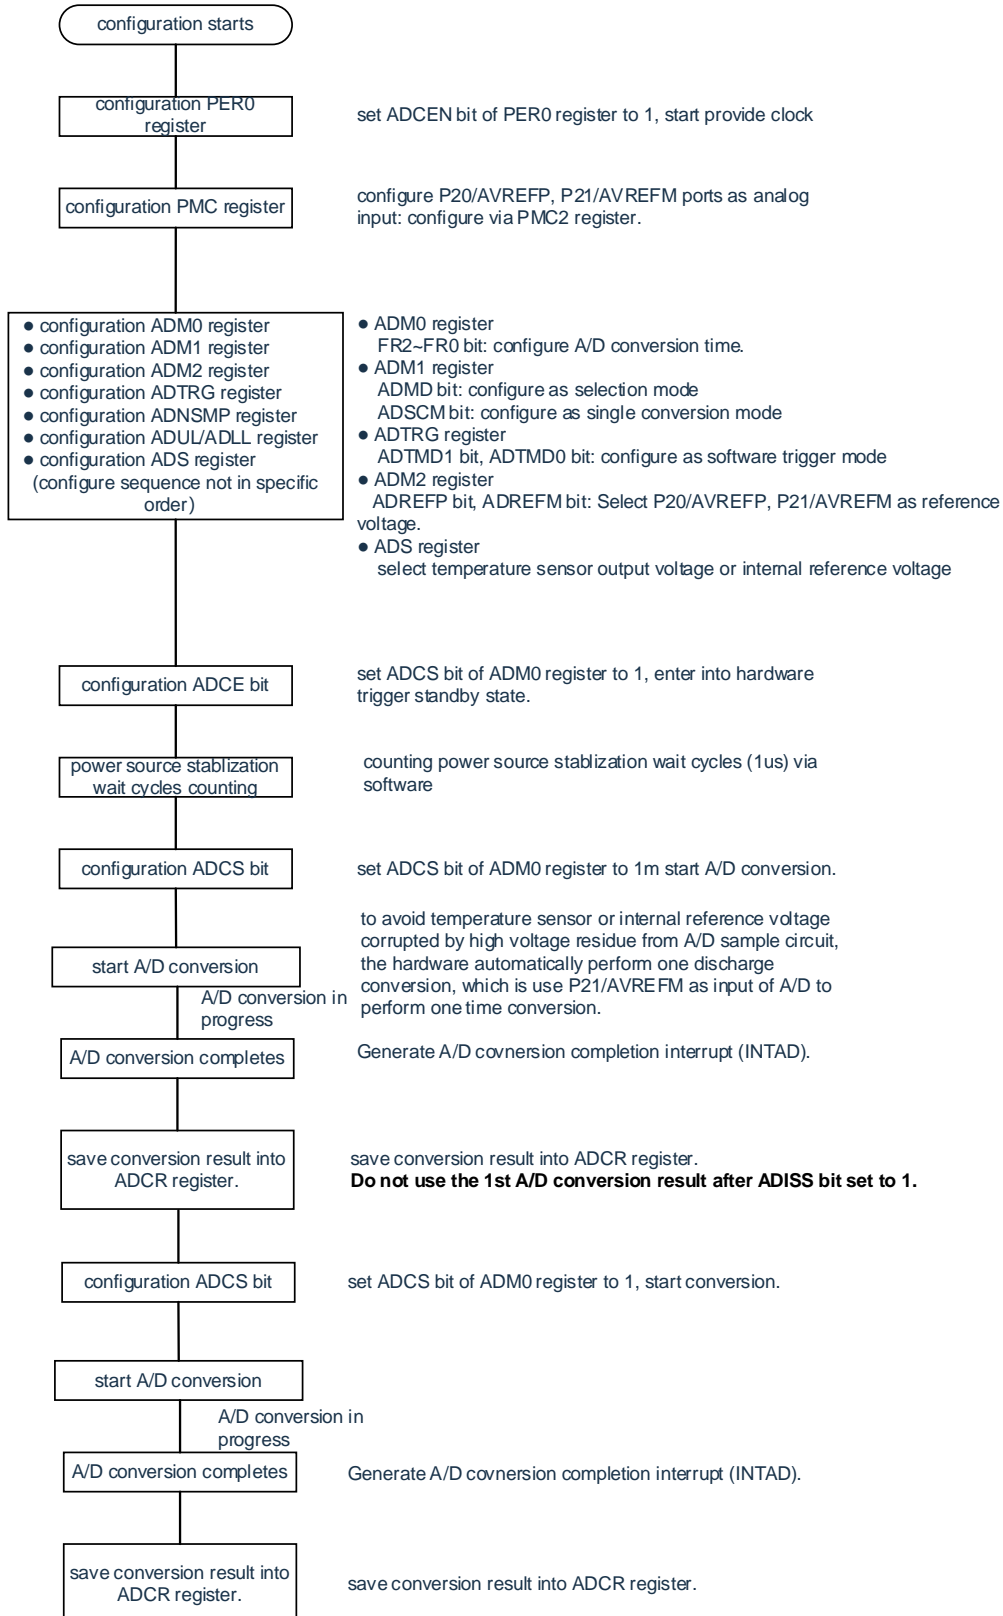 configuration starts
configuration PER0
register
set ADCEN bit of PER0 register to 1, start provide clock
configuration PMC register
configure P20/AVREFP, P21/AVREFM ports as analog
input: configure via PMC2 register.
● configuration ADM0 register
● configuration ADM1 register
● configuration ADM2 register
● configuration ADTRG register
● configuration ADNSMP register
● configuration ADUL/ADLL register
● configuration ADS register
(configure sequence not in specific
order)
● ADM0 register
FR2~FR0 bit: configure A/D conversion time.
● ADM1 register
ADMD bit: configure as selection mode
ADSCM bit: configure as single conversion mode
● ADTRG register
ADTMD1 bit, ADTMD0 bit: configure as software trigger mode
● ADM2 register
ADREFP bit, ADREFM bit: Select P20/AVREFP, P21/AVREFM as reference
voltage.
● ADS register
select temperature sensor output voltage or internal reference voltage
configuration ADCE bit
set ADCS bit of ADM0 register to 1, enter into hardware
trigger standby state.
power source stablization
wait cycles counting
counting power source stablization wait cycles (1us) via
software
configuration ADCS bit
set ADCS bit of ADM0 register to 1m start A/D conversion.
start A/D conversion
to avoid temperature sensor or internal reference voltage
corrupted by high voltage residue from A/D sample circuit,
the hardware automatically perform one discharge
conversion, which is use P21/AVREFM as input of A/D to
perform one time conversion.
A/D conversion in
progress
A/D conversion completes
Generate A/D covnersion completion interrupt (INTAD).
save conversion result into
ADCR register.
save conversion result into ADCR register.
Do not use the 1st A/D conversion result after ADISS bit set to 1.
configuration ADCS bit
set ADCS bit of ADM0 register to 1, start conversion.
start A/D conversion
A/D conversion in
progress
A/D conversion completes
Generate A/D covnersion completion interrupt (INTAD).
save conversion result into
ADCR register.
save conversion result into ADCR register.